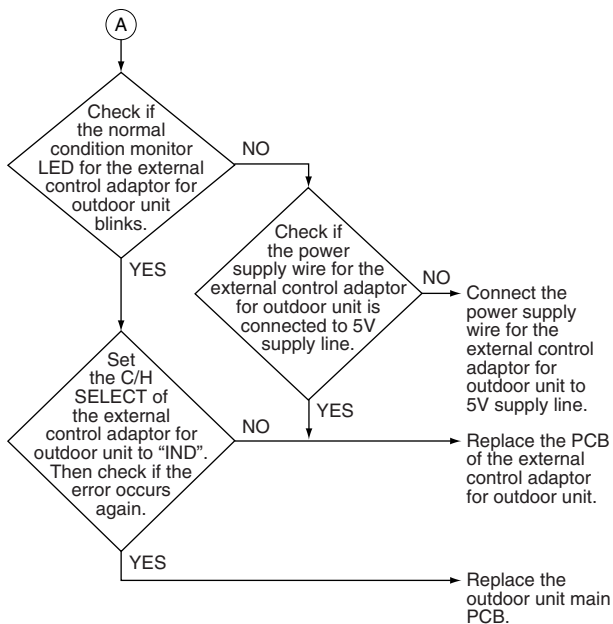 A
Check if
the normal
condition monitor
LED for the external
control adaptor for
outdoor unit
blinks.
NO
YES
Check if
the power
supply wire for the
external control adaptor
for outdoor unit is
connected to 5V
supply line.
NO
Connect the
power supply
wire for the
external control
adaptor for
outdoor unit to
5V supply line.
YES
Set
the C/H
SELECT of
the external
control adaptor for
outdoor unit to “IND”.
Then check if the
error occurs
again.
NO
Replace the PCB
of the external
control adaptor
for outdoor unit.
YES
Replace the
outdoor unit main
PCB.